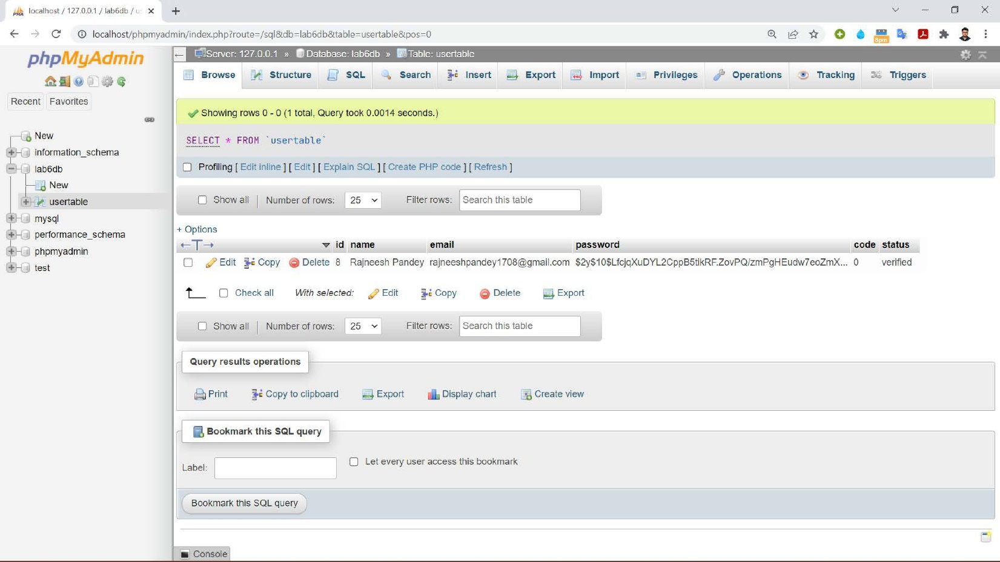 localhost / 127.0.0.1 / lab6db / us
localhost/phpmyadmin/index.php?route=/sql&db=lab6db&table=usertable&pos=0
8pm
phpMyAdmin
Recent Favorites
New
information_schema
lab6db
New
usertable
mysql
performance_schema
phpmyadmin
test
Server: 127.0.0.1 » Database: lab6db » Table: usertable
Browse Structure SQL Search Insert Export Import Privileges Operations Tracking Triggers
Showing rows 0 - 0 (1 total, Query took 0.0014 seconds.)
SELECT * FROM `usertable`
Profiling [ Edit inline ] [ Edit ] [ Explain SQL ] [ Create PHP code ] [ Refresh ]
Show all Number of rows: 25 Filter rows: Search this table
+ Options
←T→ id name email password code status
Edit Copy Delete 8 Rajneesh Pandey rajneeshpandey1708@gmail.com $2y$10$LfcjqXuDYL2CppB5tikRF.ZovPQ/zmPgHEudw7eoZmX... 0 verified
Check all With selected: Edit Copy Delete Export
Show all Number of rows: 25 Filter rows: Search this table
Query results operations
Print Copy to clipboard Export Display chart Create view
Bookmark this SQL query
Label: Let every user access this bookmark
Bookmark this SQL query
Console